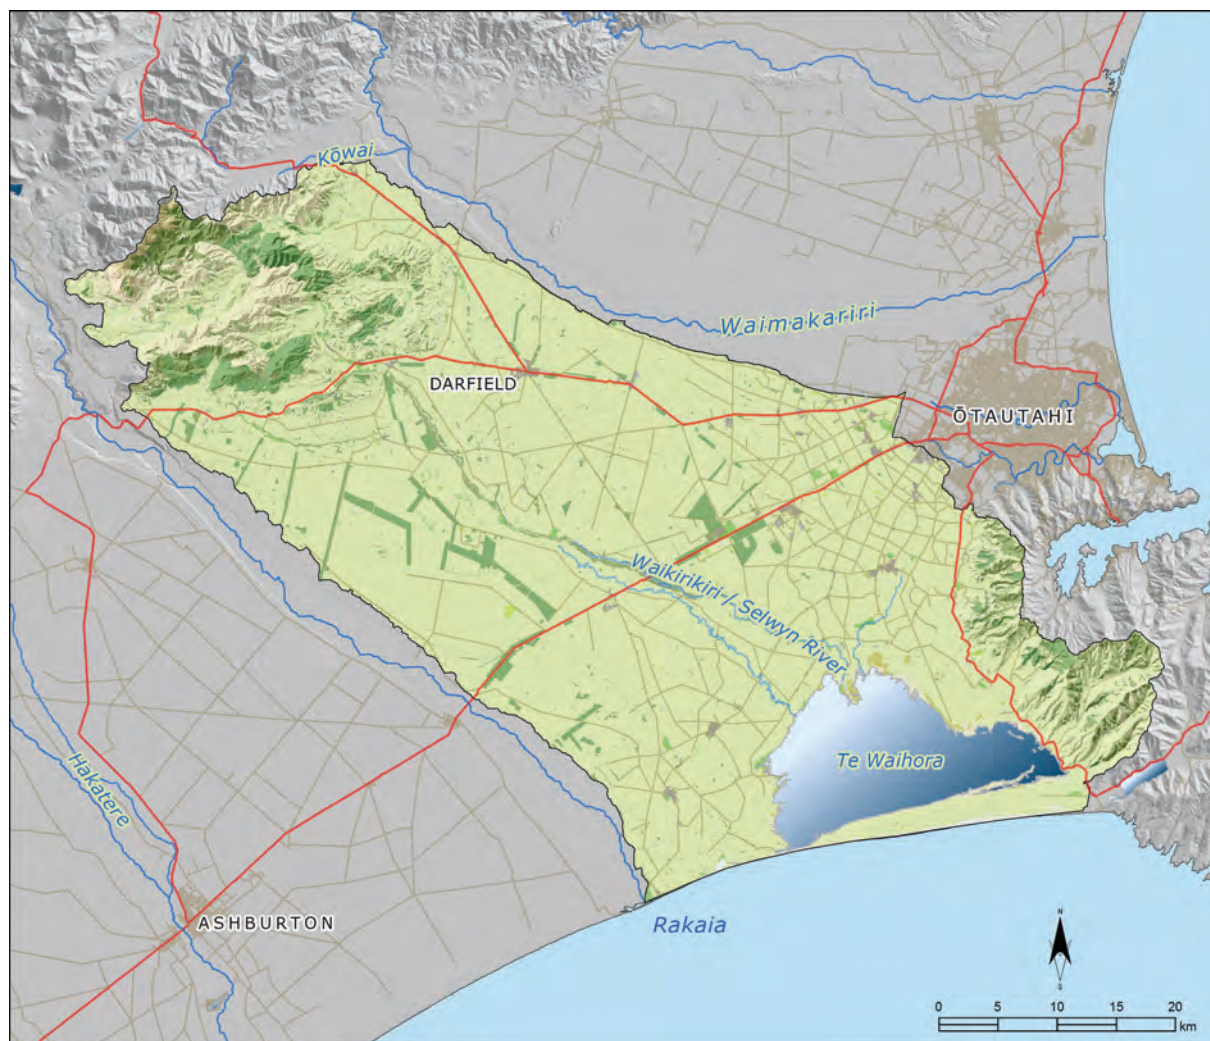 Kōwai
Waimakariri
DARFIELD
ŌTAUTAHI
Waikirikiri / Selwyn River
Te Waihora
Hakatere
ASHBURTON
Rakaia
N
0 5 10 15 20
km